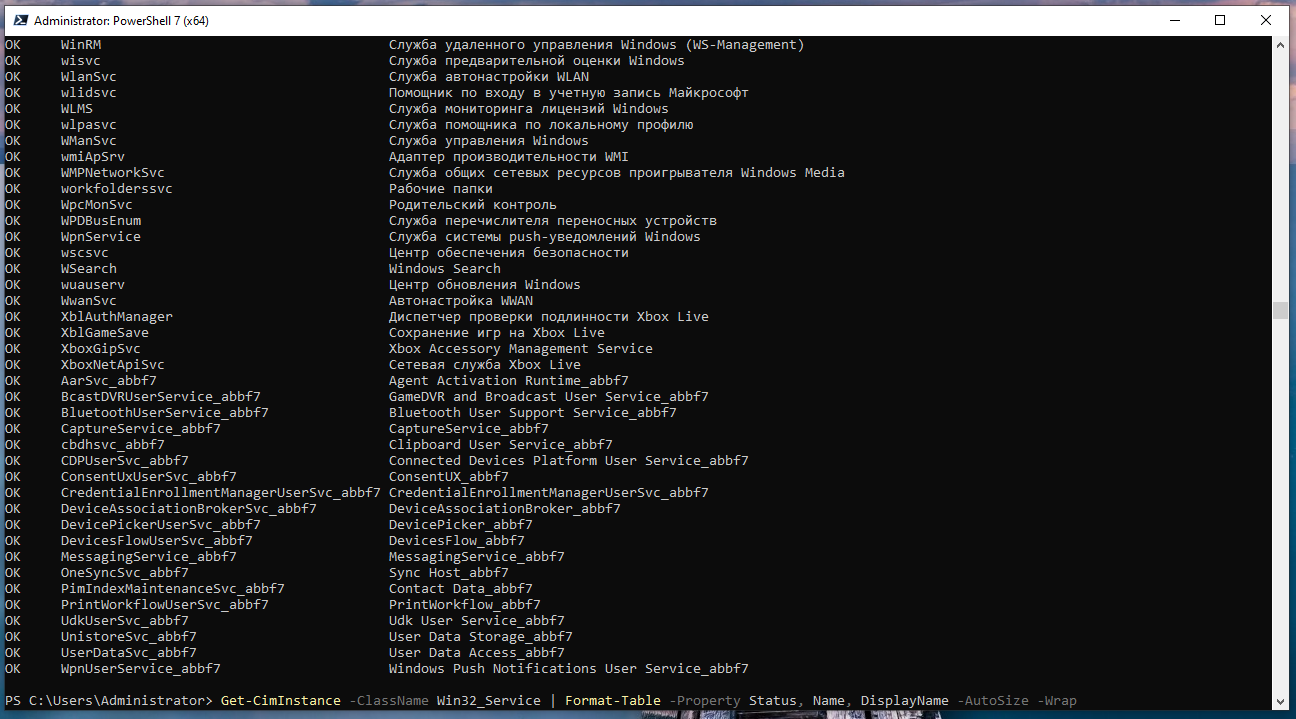 Administrator: PowerShell 7 (x64)
OK WinRM Служба удаленного управления Windows (WS-Management)
OK wisvc Служба предварительной оценки Windows
OK WlanSvc Служба автонастройки WLAN
OK wlidsvc Помощник по входу в учетную запись Майкрософт
OK WLMS Служба мониторинга лицензий Windows
OK wlpasvc Служба помощника по локальному профилю
OK WManSvc Служба управления Windows
OK wmiApSrv Адаптер производительности WMI
OK WMPNetworkSvc Служба общих сетевых ресурсов проигрывателя Windows Media
OK workfolderssvc Рабочие папки
OK WpcMonSvc Родительский контроль
OK WPDBusEnum Служба перечислителя переносных устройств
OK WpnService Служба системы push-уведомлений Windows
OK wscsvc Центр обеспечения безопасности
OK WSearch Windows Search
OK wuauserv Центр обновления Windows
OK WwanSvc Автонастройка WWAN
OK XblAuthManager Диспетчер проверки подлинности Xbox Live
OK XblGameSave Сохранение игр на Xbox Live
OK XboxGipSvc Xbox Accessory Management Service
OK XboxNetApiSvc Сетевая служба Xbox Live
OK AarSvc_abbf7 Agent Activation Runtime_abbf7
OK BcastDVRUserService_abbf7 GameDVR and Broadcast User Service_abbf7
OK BluetoothUserService_abbf7 Bluetooth User Support Service_abbf7
OK CaptureService_abbf7 CaptureService_abbf7
OK cbdhsvc_abbf7 Clipboard User Service_abbf7
OK CDPUserSvc_abbf7 Connected Devices Platform User Service_abbf7
OK ConsentUxUserSvc_abbf7 ConsentUX_abbf7
OK CredentialEnrollmentManagerUserSvc_abbf7 CredentialEnrollmentManagerUserSvc_abbf7
OK DeviceAssociationBrokerSvc_abbf7 DeviceAssociationBroker_abbf7
OK DevicePickerUserSvc_abbf7 DevicePicker_abbf7
OK DevicesFlowUserSvc_abbf7 DevicesFlow_abbf7
OK MessagingService_abbf7 MessagingService_abbf7
OK OneSyncSvc_abbf7 Sync Host_abbf7
OK PimIndexMaintenanceSvc_abbf7 Contact Data_abbf7
OK PrintWorkflowUserSvc_abbf7 PrintWorkflow_abbf7
OK UdkUserSvc_abbf7 Udk User Service_abbf7
OK UnistoreSvc_abbf7 User Data Storage_abbf7
OK UserDataSvc_abbf7 User Data Access_abbf7
OK WpnUserService_abbf7 Windows Push Notifications User Service_abbf7
PS C:\Users\Administrator> Get-CimInstance -ClassName Win32_Service | Format-Table -Property Status, Name, DisplayName -AutoSize -Wrap